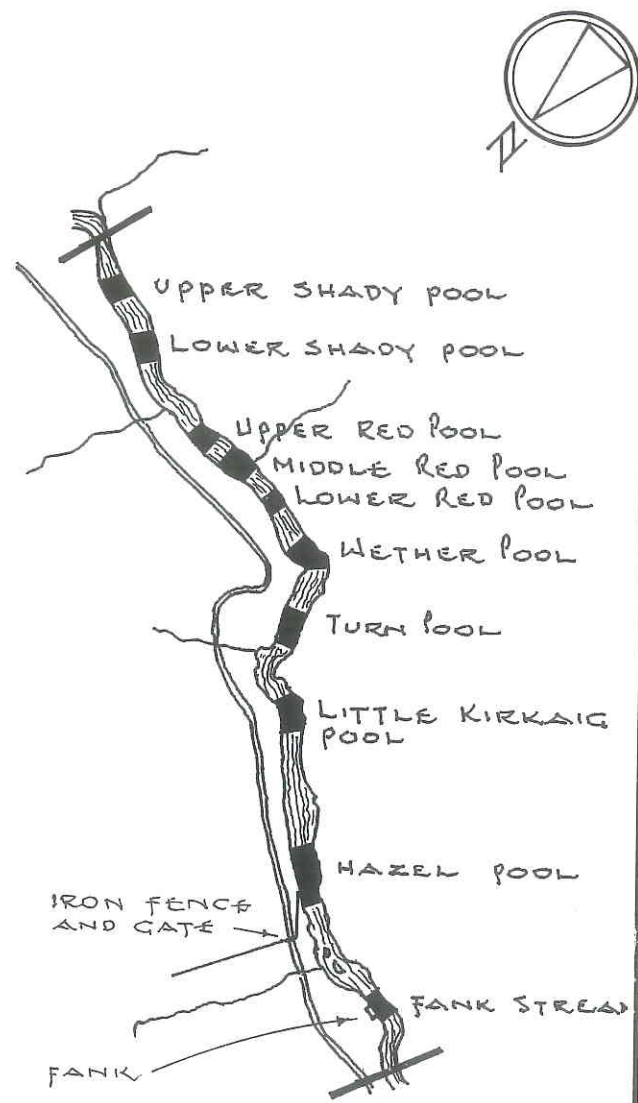 N
UPPER SHADY POOL
LOWER SHADY POOL
UPPER RED POOL
MIDDLE RED POOL
LOWER RED POOL
WETHER POOL
TURN POOL
LITTLE KIRKAIG
POOL
HAZEL POOL
IRON FENCE
AND GATE
FANK STREAM
FANK